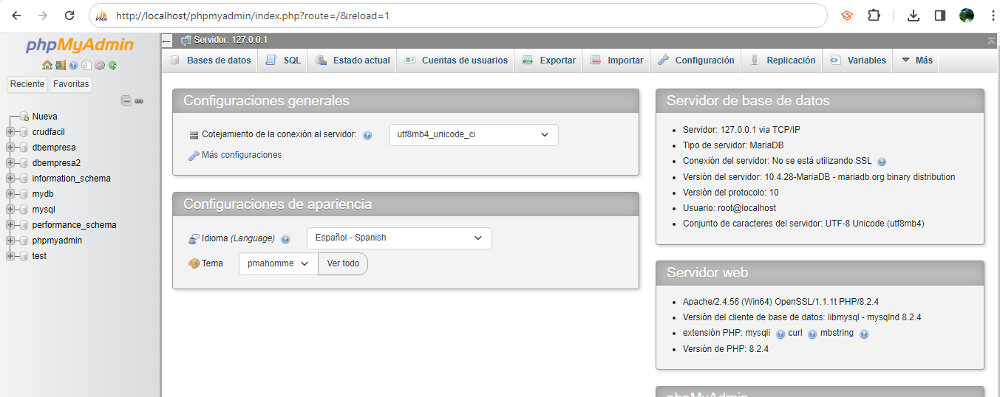 http://localhost/phpmyadmin/index.php?route=/&reload=1
phpMyAdmin
Reciente Favoritas
Nueva
crudfacil
dbempresa
dbempresa2
information_schema
mydb
mysql
performance_schema
phpmyadmin
test
Servidor: 127.0.0.1
Bases de datos SQL Estado actual Cuentas de usuarios Exportar Importar Configuración Replicación Variables Más
Configuraciones generales
Cotejamiento de la conexión al servidor: utf8mb4_unicode_ci
Más configuraciones
Configuraciones de apariencia
Idioma (Language) Español - Spanish
Tema pmahomme Ver todo
Servidor de base de datos
Servidor: 127.0.0.1 via TCP/IP
Tipo de servidor: MariaDB
Conexión del servidor: No se está utilizando SSL
Versión del servidor: 10.4.28-MariaDB - mariadb.org binary distribution
Versión del protocolo: 10
Usuario: root@localhost
Conjunto de caracteres del servidor: UTF-8 Unicode (utf8mb4)
Servidor web
Apache/2.4.56 (Win64) OpenSSL/1.1.1t PHP/8.2.4
Versión del cliente de base de datos: libmysql - mysqlnd 8.2.4
extensión PHP: mysqli curl mbstring
Versión de PHP: 8.2.4
phpMyAdmin